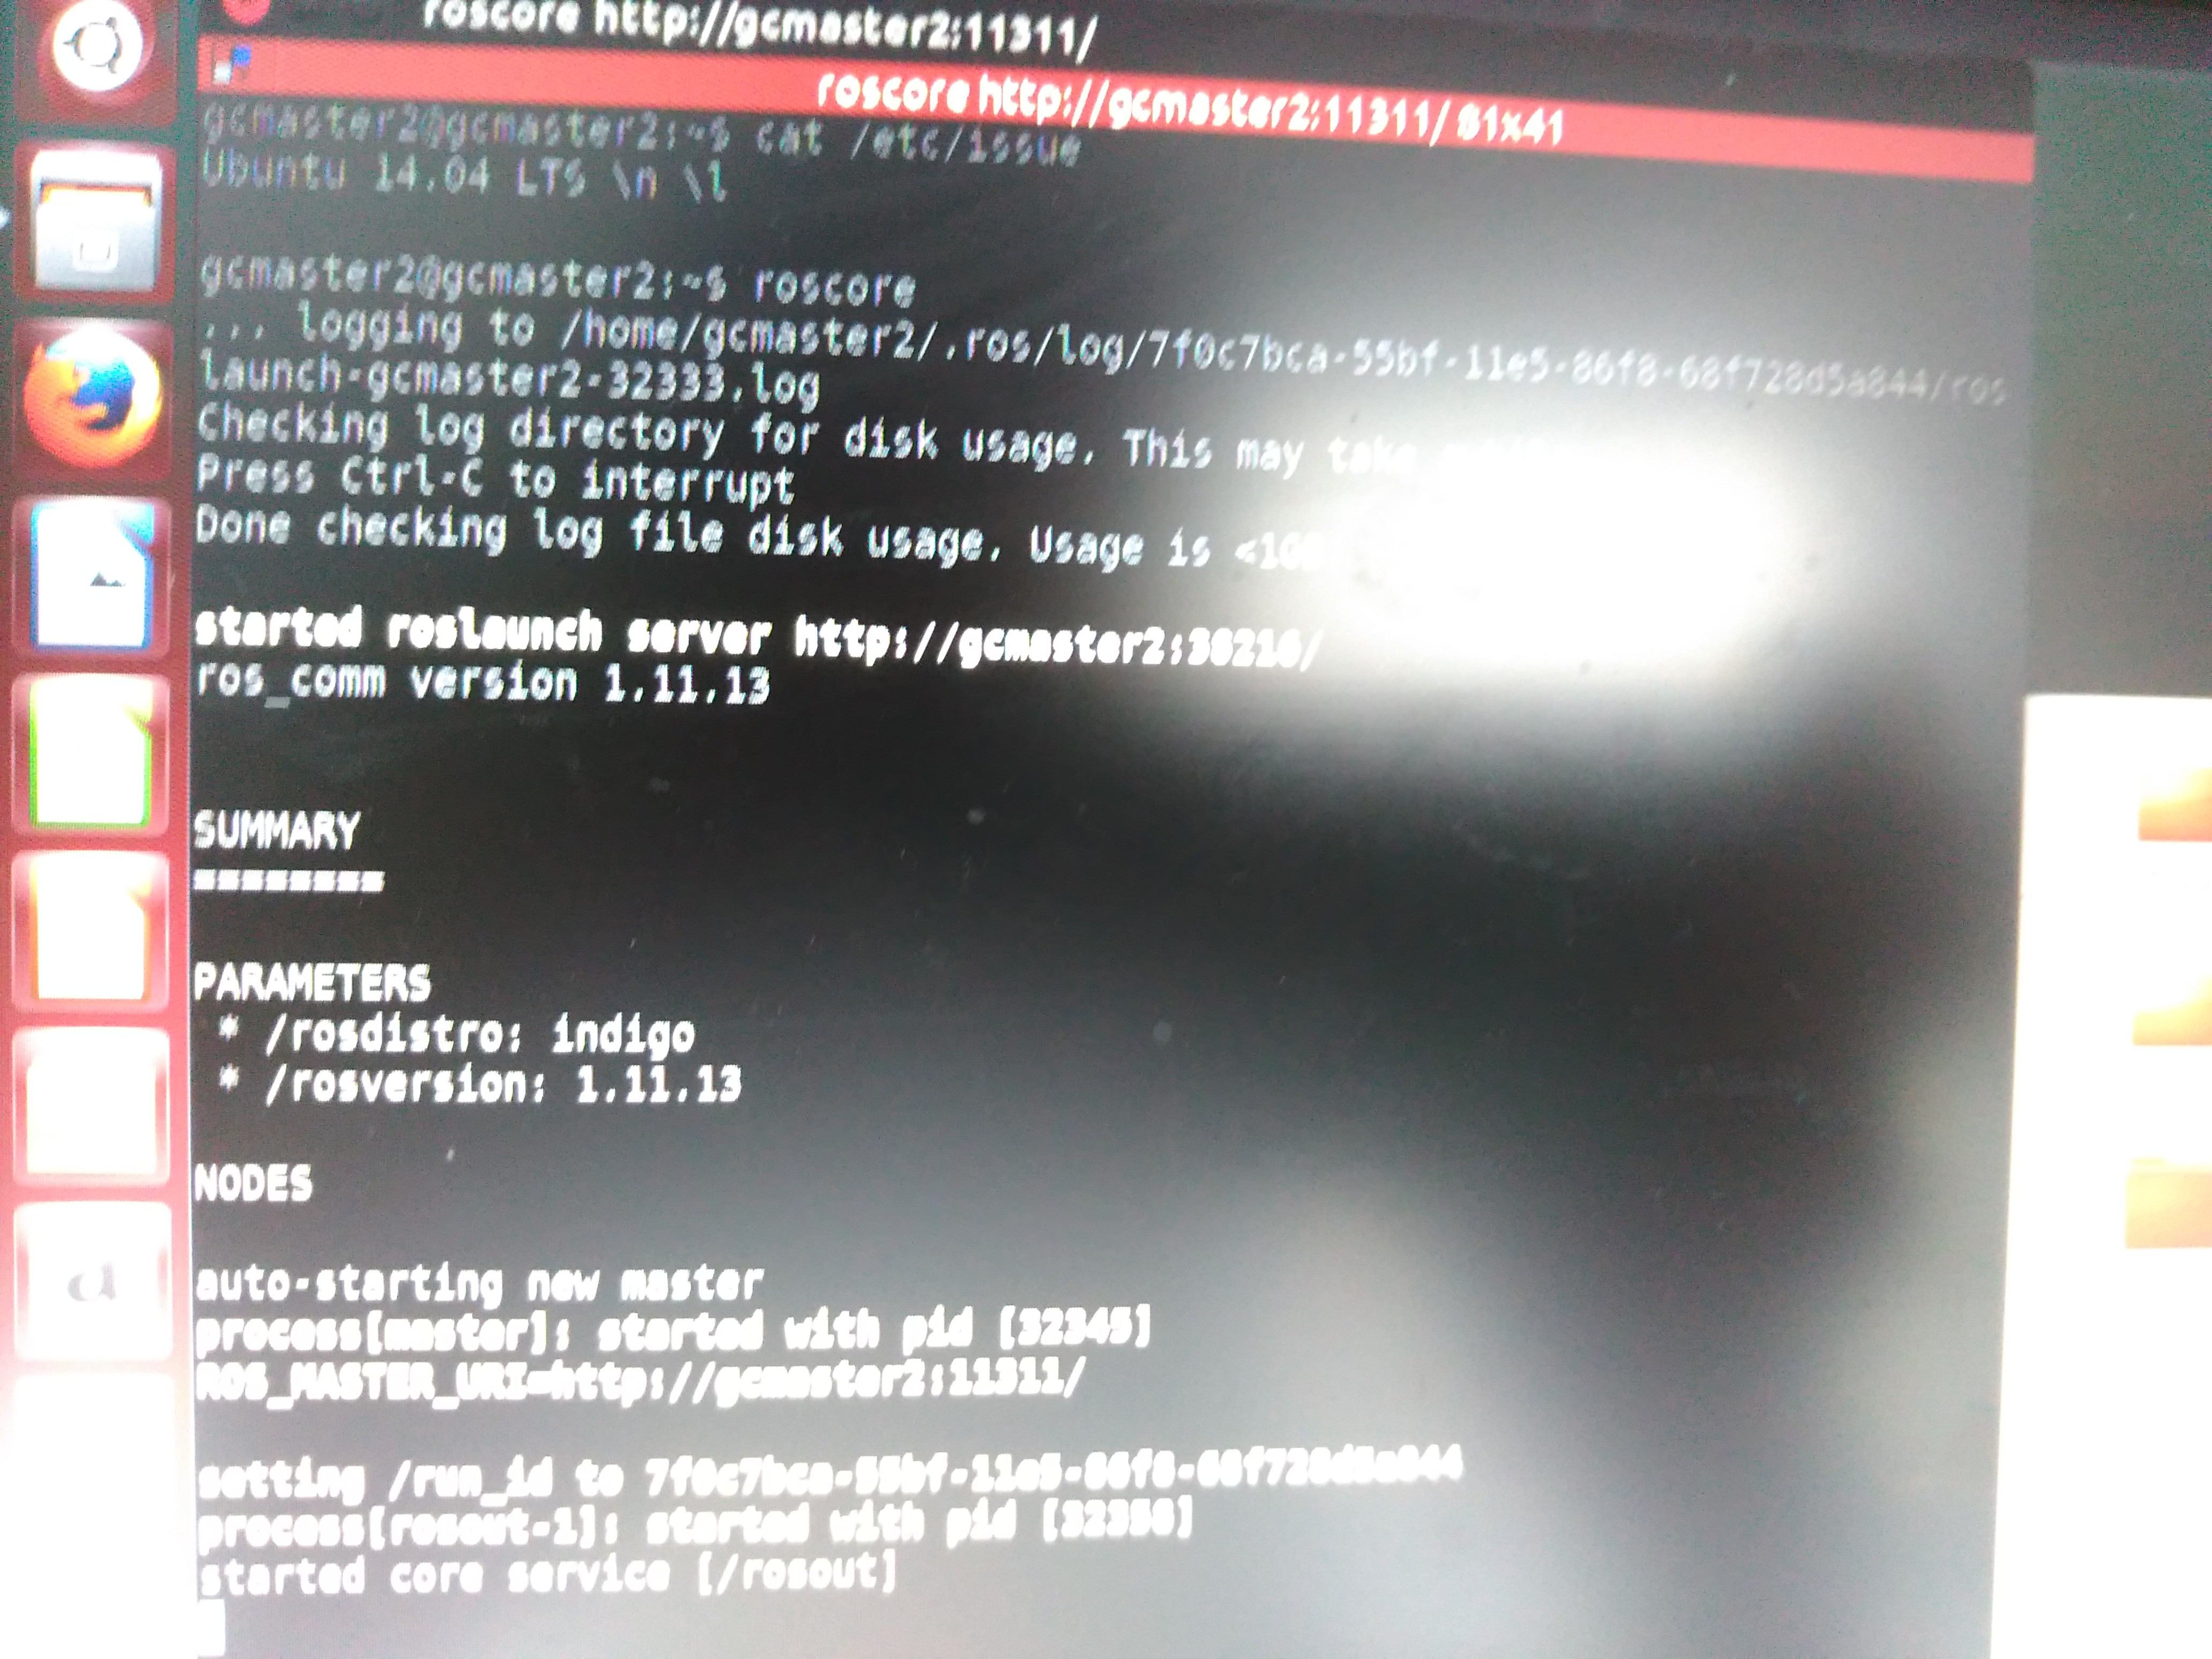 roscore http://gcmaster2:11311/
roscore http://gcmaster2:11311/ 81x41
gcmaster2@gcmaster2:~$ cat /etc/issue
Ubuntu 14.04 LTS \n \l
gcmaster2@gcmaster2:~$ roscore
... logging to /home/gcmaster2/.ros/log/7f0c7bca-55bf-11e5-86f8-68f728d5a844/ros
launch-gcmaster2-32333.log
Checking log directory for disk usage. This may take
Press Ctrl-C to interrupt
Done checking log file disk usage. Usage is <1GB
started roslaunch server http://gcmaster2:38216/
ros_comm version 1.11.13
SUMMARY
========
PARAMETERS
* /rosdistro: indigo
* /rosversion: 1.11.13
NODES
auto-starting new master
process[master]: started with pid [32345]
ROS_MASTER_URI=http://gcmaster2:11311/
setting /run_id to 7f0c7bca-55bf-11e5-86f8-68f728d5a844
process[rosout-1]: started with pid [32358]
started core service [/rosout]